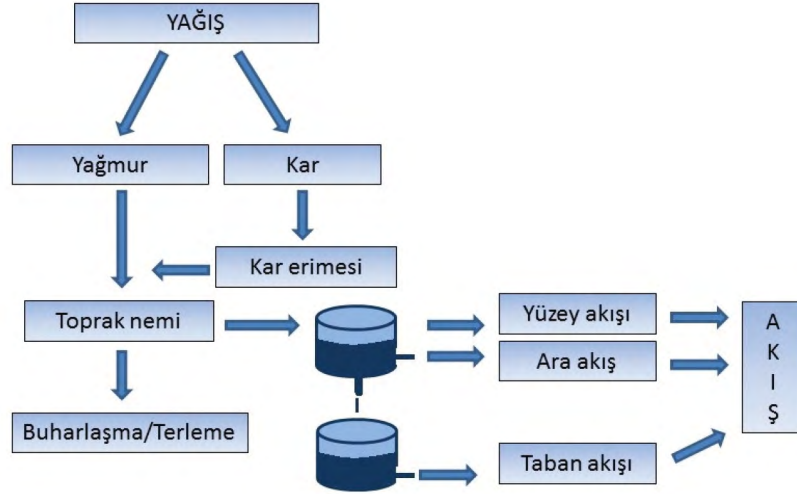 YAĞIŞ
Yağmur
Kar
Kar erimesi
Toprak nemi
Buharlaşma/Terleme
Yüzey akışı
Ara akış
Taban akışı
A
K
I
Ş